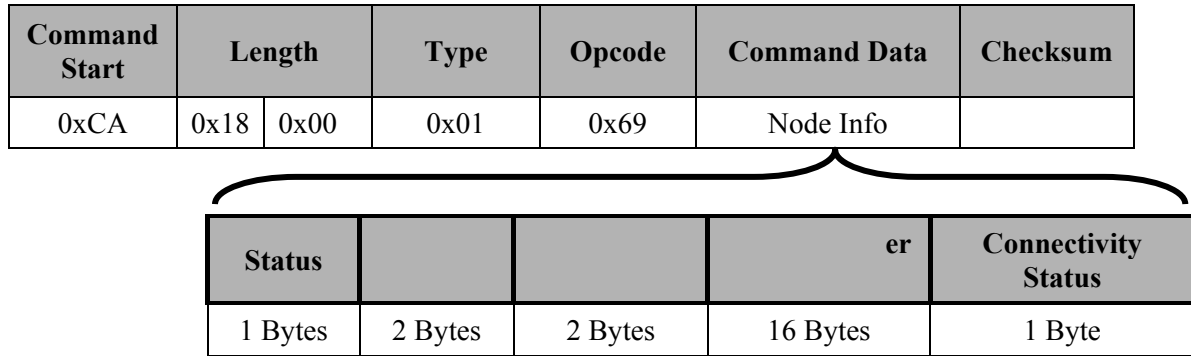 Command Start Length Type Opcode Command Data Checksum
0xCA 0x18 0x00 0x01 0x69 Node Info
Status er Connectivity Status
1 Bytes 2 Bytes 2 Bytes 16 Bytes 1 Byte